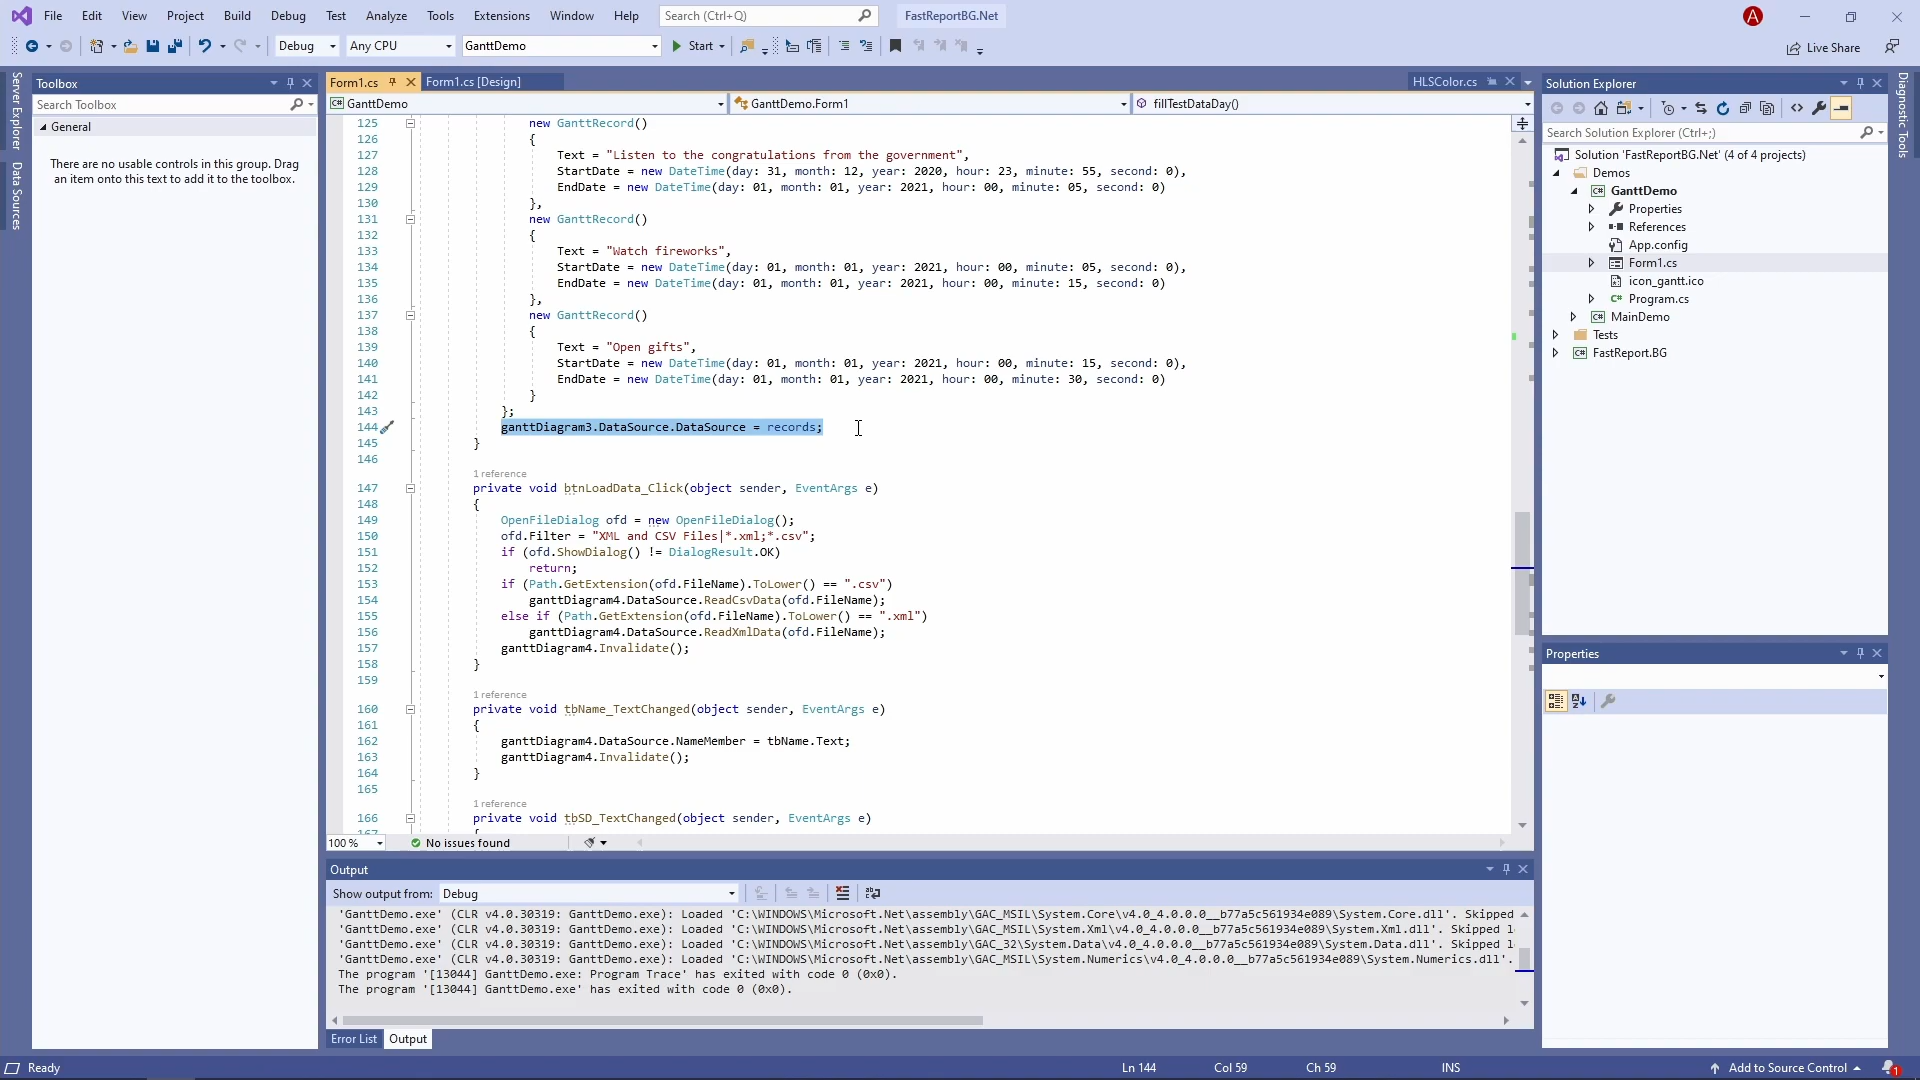 File Edit View Project Build Debug Test Analyze Tools Extensions Window Help Search (Ctrl+Q) FastReportBG.Net A
Debug Any CPU GanttDemo Start Live Share
Server Explorer
Data Sources
Toolbox
Search Toolbox
General
There are no usable controls in this group. Drag
an item onto this text to add it to the toolbox.
Form1.cs Form1.cs [Design] HLSColor.cs
GanttDemo GanttDemo.Form1 fillTestDataDay()
125 new GanttRecord()
126 {
127 Text = "Listen to the congratulations from the government",
128 StartDate = new DateTime(day: 31, month: 12, year: 2020, hour: 23, minute: 55, second: 0),
129 EndDate = new DateTime(day: 01, month: 01, year: 2021, hour: 00, minute: 05, second: 0)
130 },
131 new GanttRecord()
132 {
133 Text = "Watch fireworks",
134 StartDate = new DateTime(day: 01, month: 01, year: 2021, hour: 00, minute: 05, second: 0),
135 EndDate = new DateTime(day: 01, month: 01, year: 2021, hour: 00, minute: 15, second: 0)
136 },
137 new GanttRecord()
138 {
139 Text = "Open gifts",
140 StartDate = new DateTime(day: 01, month: 01, year: 2021, hour: 00, minute: 15, second: 0),
141 EndDate = new DateTime(day: 01, month: 01, year: 2021, hour: 00, minute: 30, second: 0)
142 }
143 };
144 ganttDiagram3.DataSource.DataSource = records;
145 }
146
1 reference
147 private void btnLoadData_Click(object sender, EventArgs e)
148 {
149 OpenFileDialog ofd = new OpenFileDialog();
150 ofd.Filter = "XML and CSV Files|*.xml;*.csv";
151 if (ofd.ShowDialog() != DialogResult.OK)
152 return;
153 if (Path.GetExtension(ofd.FileName).ToLower() == ".csv")
154 ganttDiagram4.DataSource.ReadCsvData(ofd.FileName);
155 else if (Path.GetExtension(ofd.FileName).ToLower() == ".xml")
156 ganttDiagram4.DataSource.ReadXmlData(ofd.FileName);
157 ganttDiagram4.Invalidate();
158 }
159
1 reference
160 private void tbName_TextChanged(object sender, EventArgs e)
161 {
162 ganttDiagram4.DataSource.NameMember = tbName.Text;
163 ganttDiagram4.Invalidate();
164 }
165
1 reference
166 private void tbSD_TextChanged(object sender, EventArgs e)
167 {
100 % No issues found
Output
Show output from: Debug
'GanttDemo.exe' (CLR v4.0.30319: GanttDemo.exe): Loaded 'C:\WINDOWS\Microsoft.Net\assembly\GAC_MSIL\System.Core\v4.0_4.0.0.0__b77a5c561934e089\System.Core.dll'. Skipped
'GanttDemo.exe' (CLR v4.0.30319: GanttDemo.exe): Loaded 'C:\WINDOWS\Microsoft.Net\assembly\GAC_MSIL\System.Xml\v4.0_4.0.0.0__b77a5c561934e089\System.Xml.dll'. Skipped l
'GanttDemo.exe' (CLR v4.0.30319: GanttDemo.exe): Loaded 'C:\WINDOWS\Microsoft.Net\assembly\GAC_32\System.Data\v4.0_4.0.0.0__b77a5c561934e089\System.Data.dll'. Skipped l
'GanttDemo.exe' (CLR v4.0.30319: GanttDemo.exe): Loaded 'C:\WINDOWS\Microsoft.Net\assembly\GAC_MSIL\System.Numerics\v4.0_4.0.0.0__b77a5c561934e089\System.Numerics.dll'.
The program '[13044] GanttDemo.exe: Program Trace' has exited with code 0 (0x0).
The program '[13044] GanttDemo.exe' has exited with code 0 (0x0).
Error List Output
Solution Explorer
Search Solution Explorer (Ctrl+;)
Solution 'FastReportBG.Net' (4 of 4 projects)
Demos
GanttDemo
Properties
References
App.config
Form1.cs
icon_gantt.ico
Program.cs
MainDemo
Tests
FastReport.BG
Properties
Diagnostic Tools
Ready Ln 144 Col 59 Ch 59 INS Add to Source Control 1